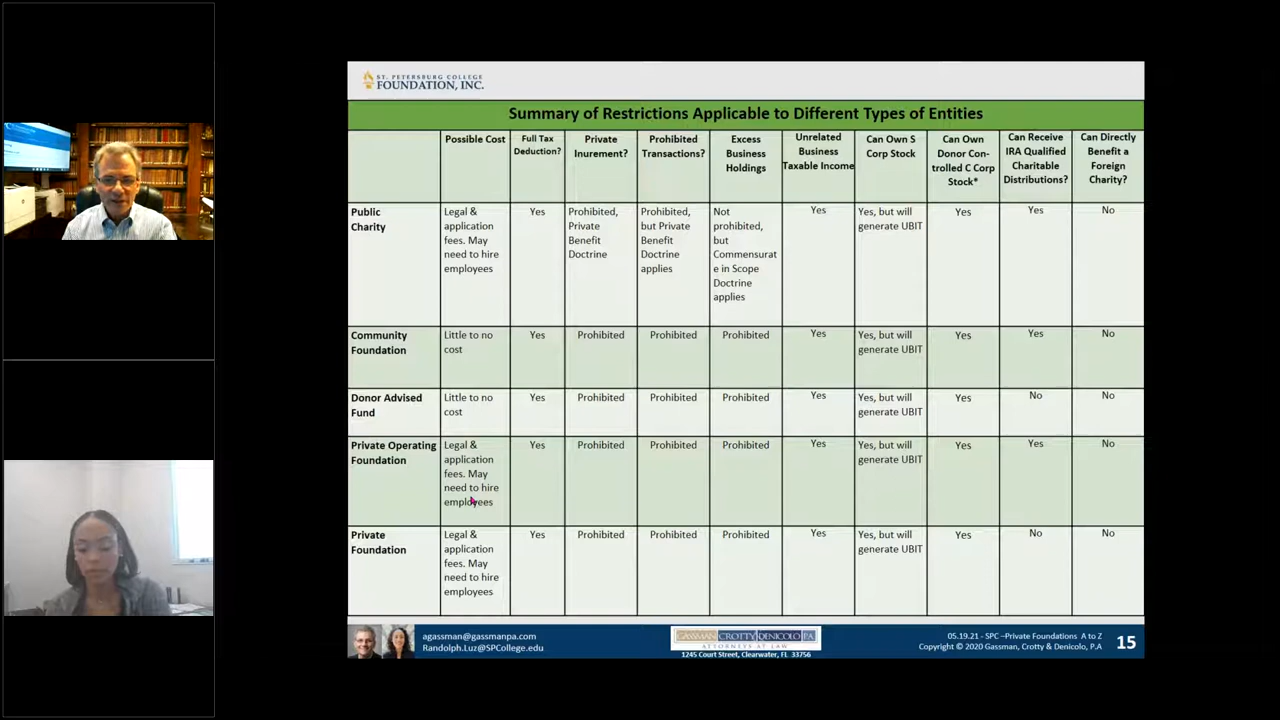 ST. PETERSBURG COLLEGE
FOUNDATION, INC.
Summary of Restrictions Applicable to Different Types of Entities
Possible Cost
Full Tax
Deduction?
Private
Inurement?
Prohibited
Transactions?
Excess
Business
Holdings
Unrelated
Business
Taxable Income
Can Own S
Corp Stock
Can Own
Donor Con-
trolled C Corp
Stock*
Can Receive
IRA Qualified
Charitable
Distributions?
Can Directly
Benefit a
Foreign
Charity?
Public
Charity
Legal &
application
fees. May
need to hire
employees
Yes
Prohibited,
Private
Benefit
Doctrine
Prohibited,
but Private
Benefit
Doctrine
applies
Not
prohibited,
but
Commensurat
e in Scope
Doctrine
applies
Yes
Yes, but will
generate UBIT
Yes
Yes
No
Community
Foundation
Little to no
cost
Yes
Prohibited
Prohibited
Prohibited
Yes
Yes, but will
generate UBIT
Yes
Yes
No
Donor Advised
Fund
Little to no
cost
Yes
Prohibited
Prohibited
Prohibited
Yes
Yes, but will
generate UBIT
Yes
No
No
Private Operating
Foundation
Legal &
application
fees. May
need to hire
employees
Yes
Prohibited
Prohibited
Prohibited
Yes
Yes, but will
generate UBIT
Yes
Yes
No
Private
Foundation
Legal &
application
fees. May
need to hire
employees
Yes
Prohibited
Prohibited
Prohibited
Yes
Yes, but will
generate UBIT
Yes
No
No
agassman@gassmanpa.com
Randolph.Luz@SPCollege.edu
GASSMAN CROTTY DENICOLO PA
ATTORNEYS AT LAW
1245 Court Street, Clearwater, FL 33756
05.19.21 - SPC –Private Foundations A to Z
Copyright © 2020 Gassman, Crotty & Denicolo, P.A
15